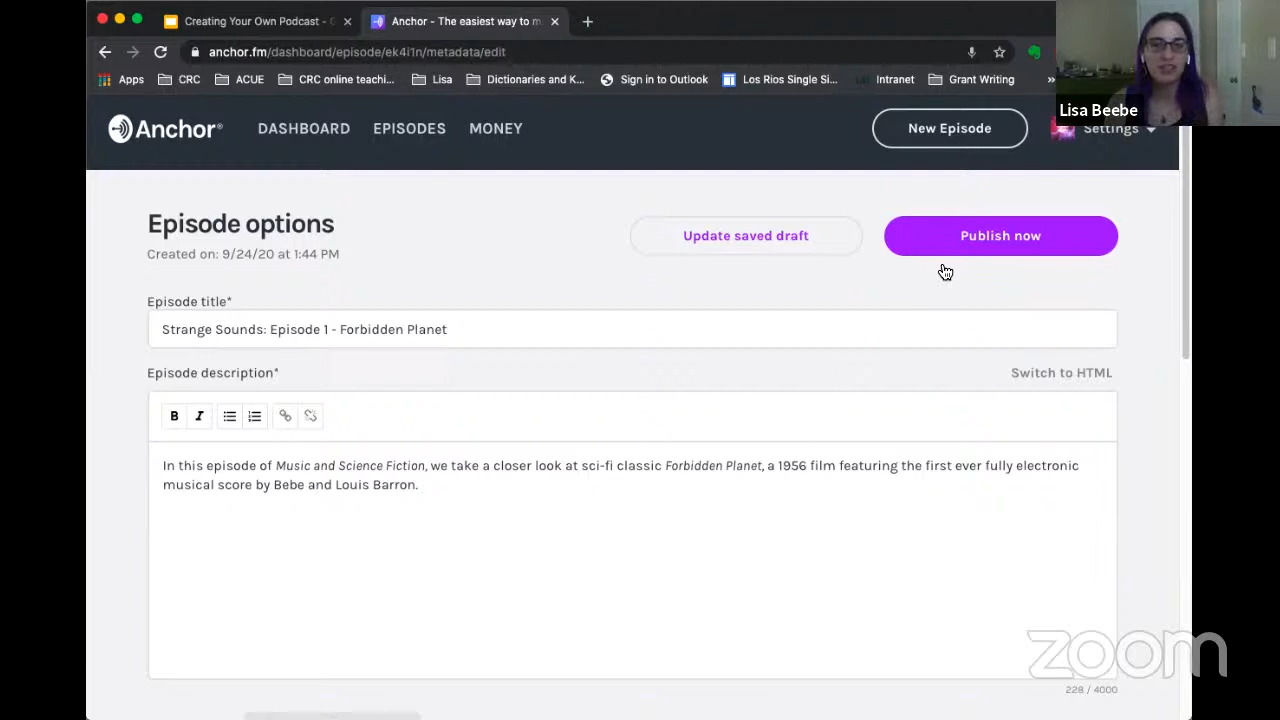 Creating Your Own Podcast - G
Anchor - The easiest way to m
anchor.fm/dashboard/episode/ek4i1n/metadata/edit
Apps CRC ACUE CRC online teachi... Lisa Dictionaries and K... Sign in to Outlook Los Rios Single Si... Intranet Grant Writing »
Lisa Beebe
Anchor DASHBOARD EPISODES MONEY New Episode Settings
Episode options
Update saved draft Publish now
Created on: 9/24/20 at 1:44 PM
Episode title*
Strange Sounds: Episode 1 - Forbidden Planet
Episode description* Switch to HTML
B I
In this episode of Music and Science Fiction, we take a closer look at sci-fi classic Forbidden Planet, a 1956 film featuring the first ever fully electronic
musical score by Bebe and Louis Barron.
zoom
228 / 4000